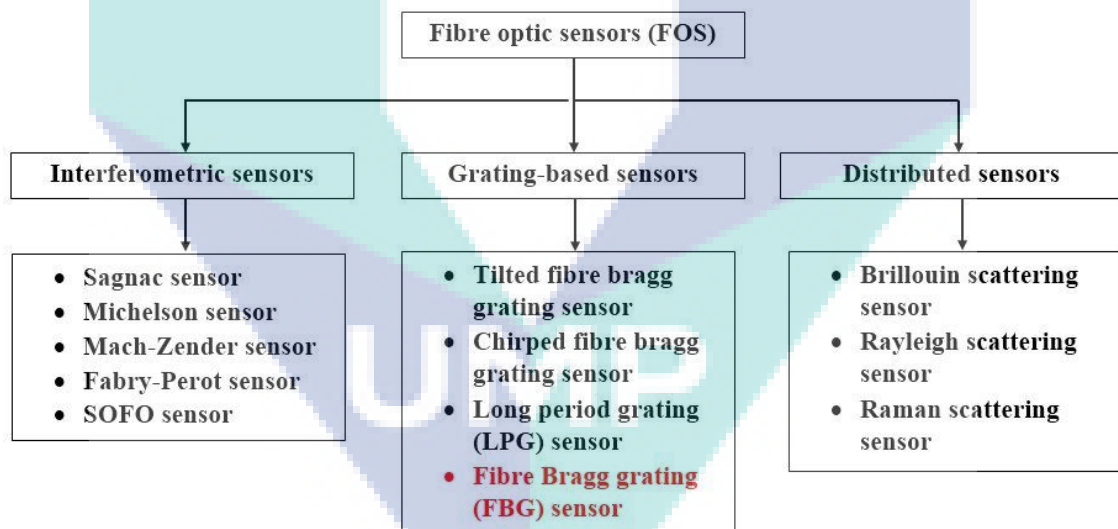 Fibre optic sensors (FOS)
Interferometric sensors
Grating-based sensors
Distributed sensors
• Sagnac sensor
• Michelson sensor
• Mach-Zender sensor
• Fabry-Perot sensor
• SOFO sensor
• Tilted fibre bragg
grating sensor
• Chirped fibre bragg
grating sensor
• Long period grating
(LPG) sensor
• Fibre Bragg grating
(FBG) sensor
• Brillouin scattering
sensor
• Rayleigh scattering
sensor
• Raman scattering
sensor
UMP